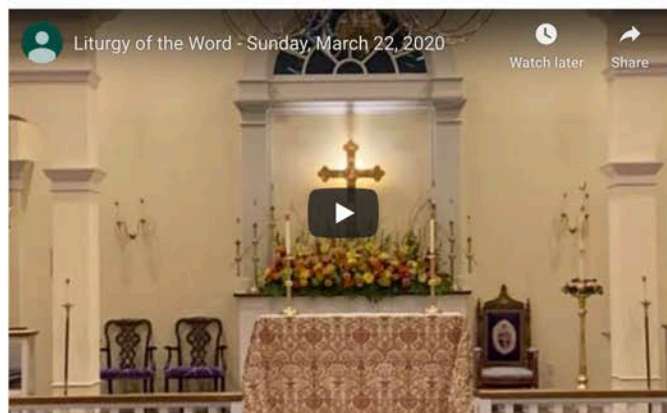 Liturgy of the Word - Sunday, March 22, 2020
Watch later
Share